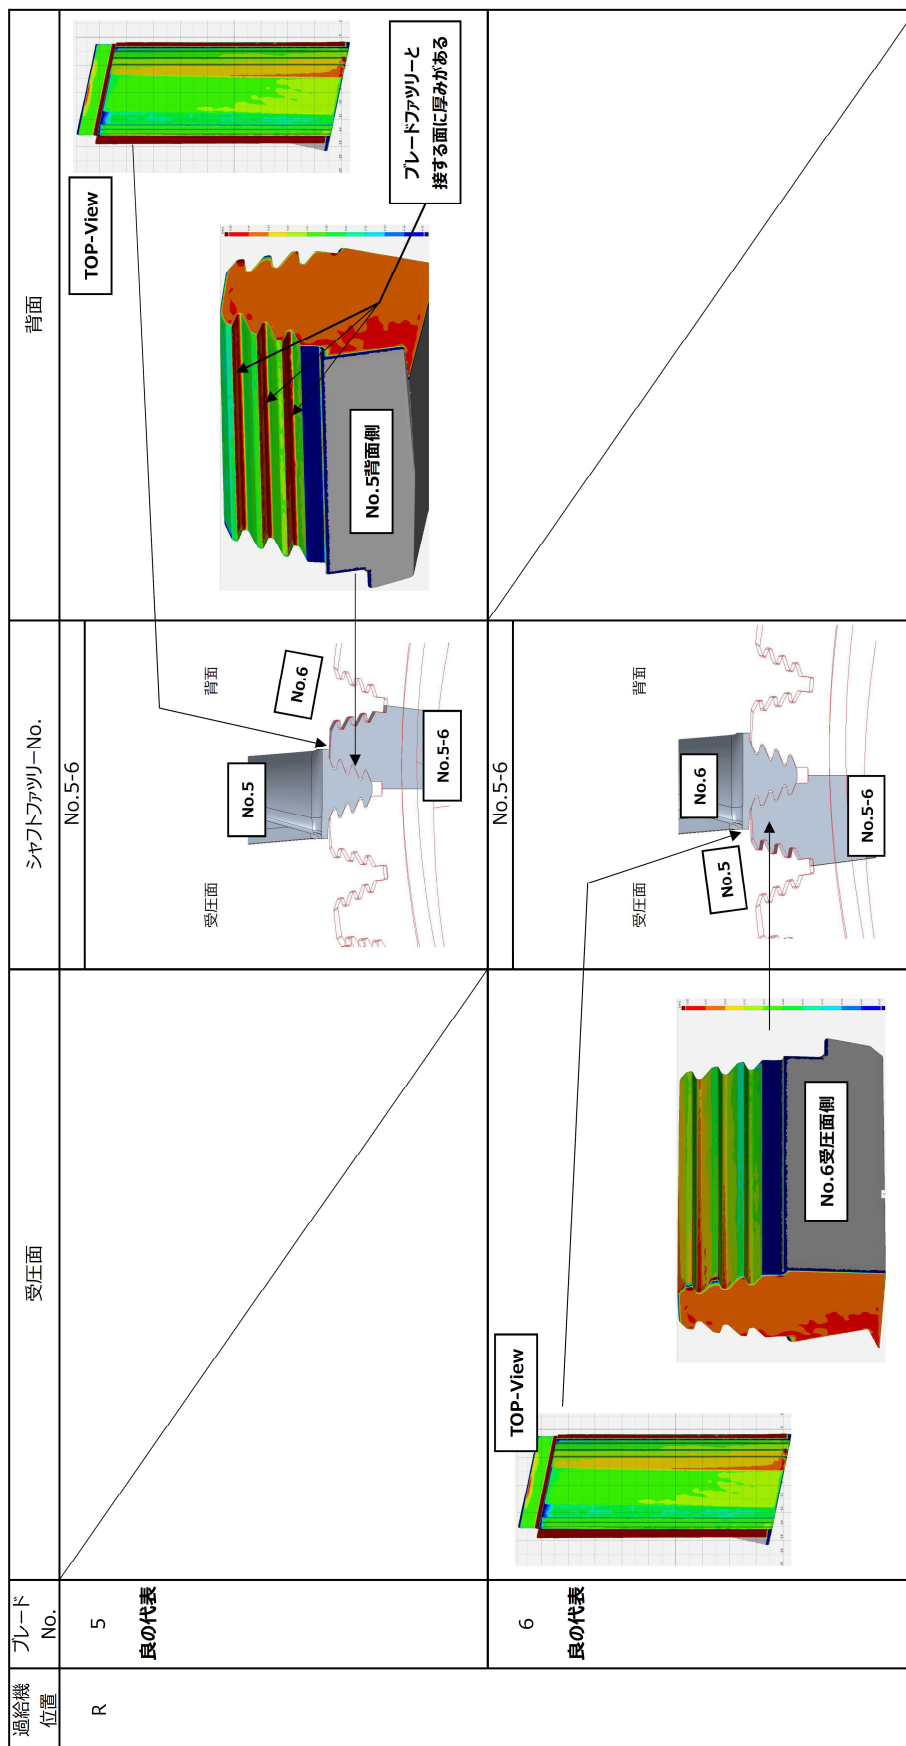 過給機
位置
ブレード
No.
受圧面
シャフトファツリーNo.
背面
R
5
良の代表
No.5-6
受圧面
背面
No.5
No.6
No.5-6
TOP-View
No.5背面側
ブレードファツリーと
接する面に厚みがある
6
良の代表
TOP-View
No.6受圧面側
No.5-6
受圧面
背面
No.5
No.6
No.5-6